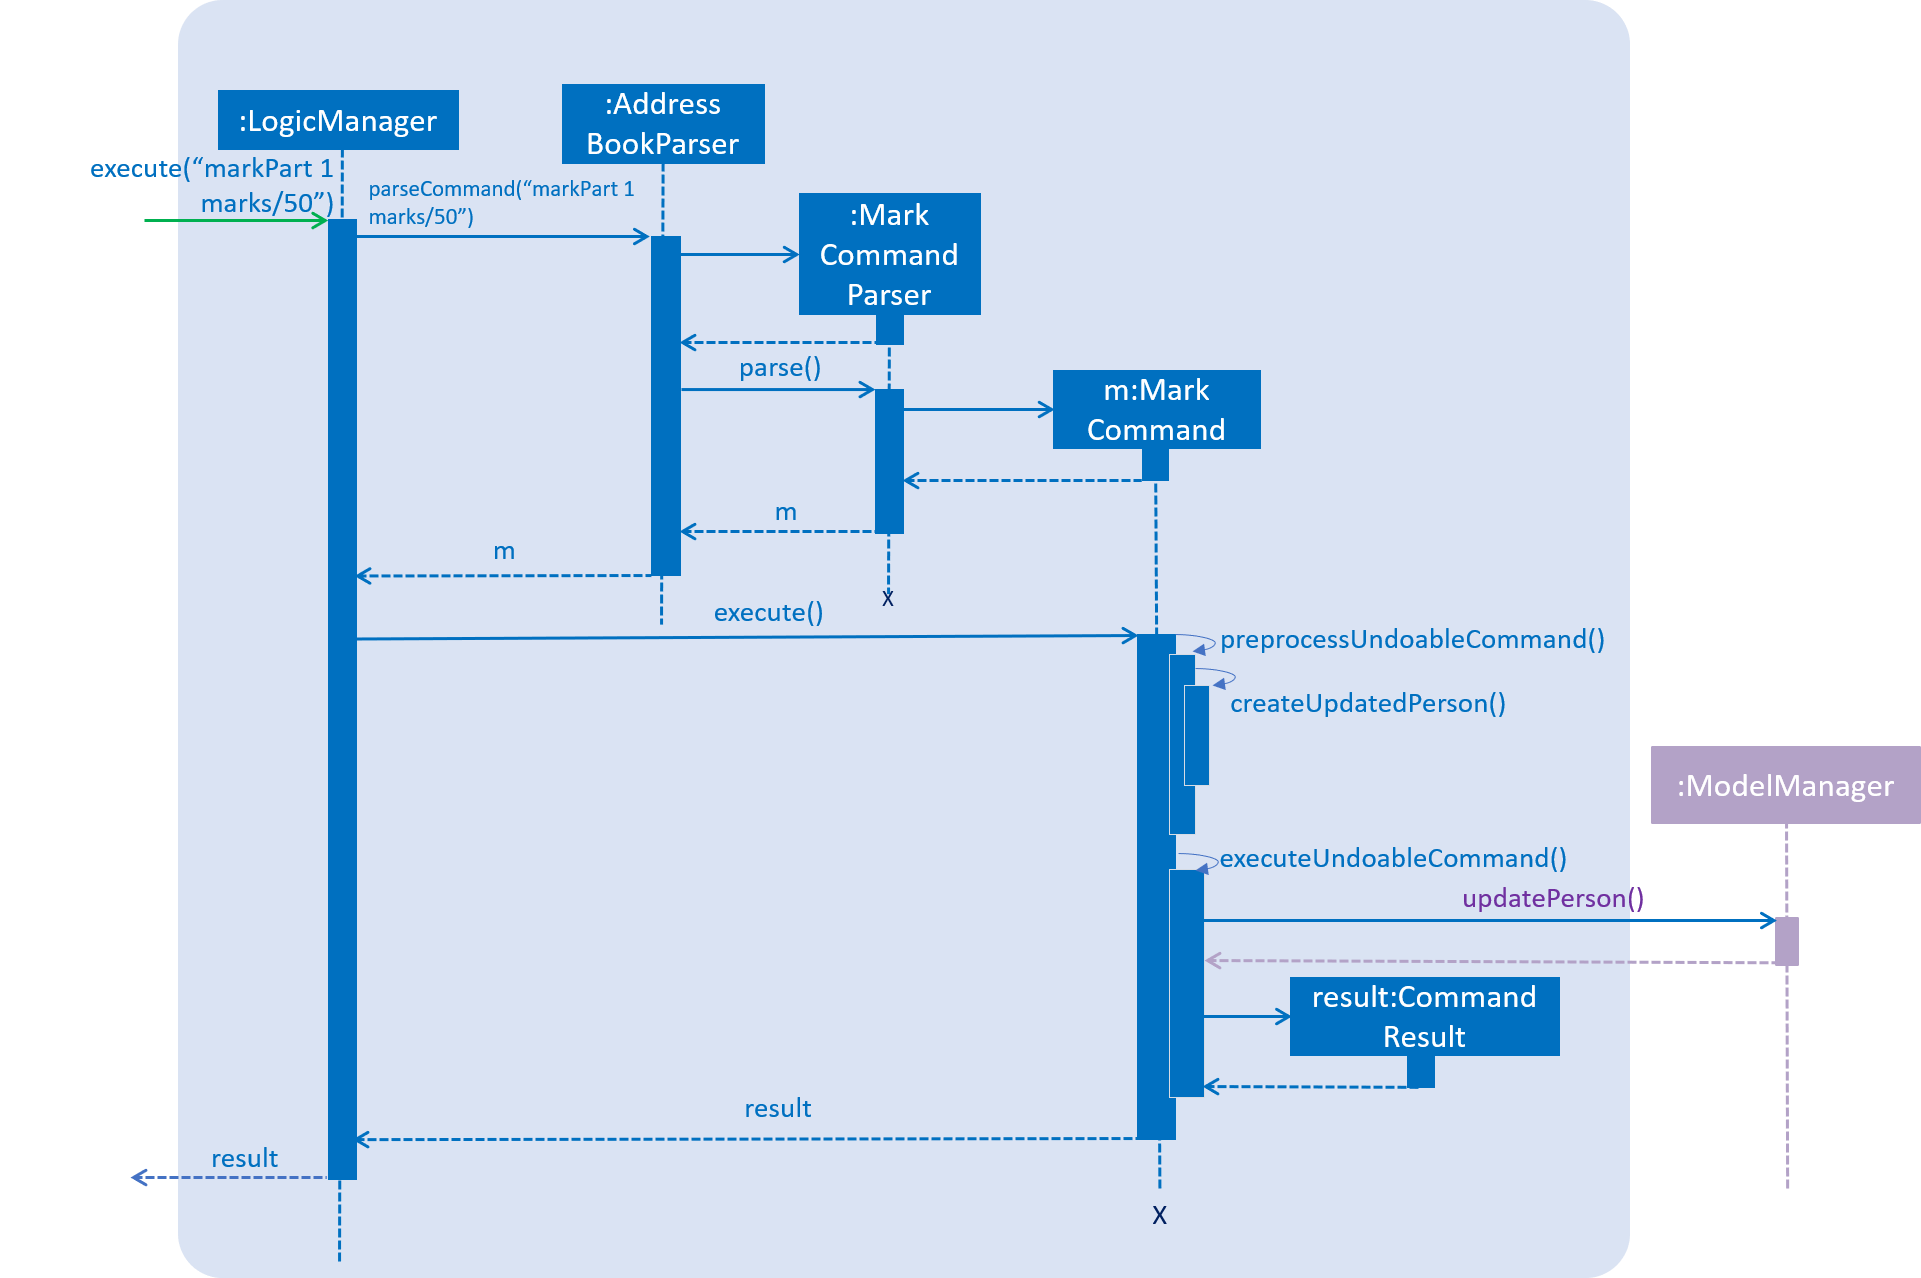 :LogicManager
:Address
BookParser
execute(“markPart 1
marks/50”)
parseCommand(“markPart 1
marks/50”)
:Mark
Command
Parser
parse()
m:Mark
Command
m
m
X
execute()
preprocessUndoableCommand()
createUpdatedPerson()
:ModelManager
executeUndoableCommand()
updatePerson()
result:Command
Result
result
result
X